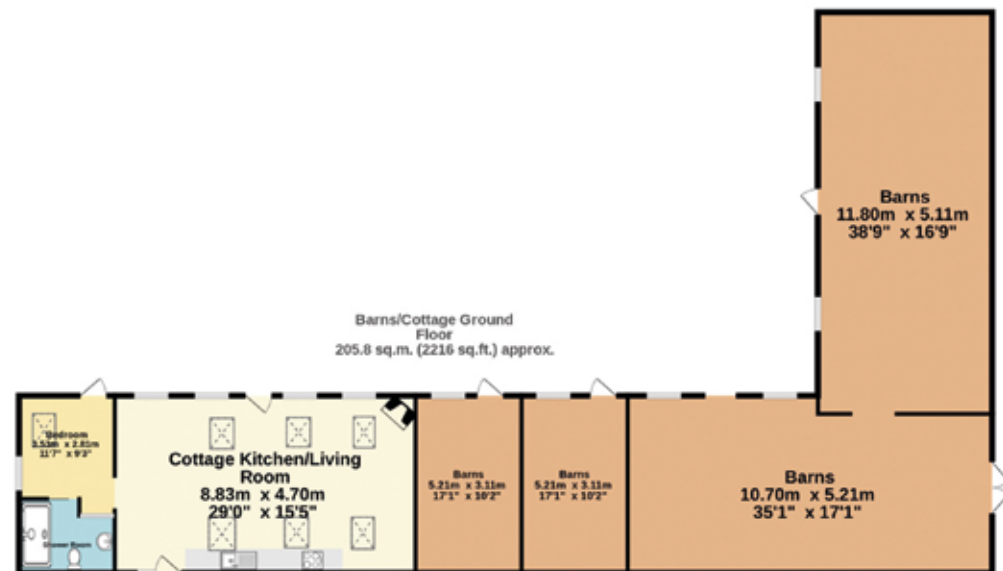 Barns
11.80m x 5.11m
38'9" x 16'9"
Barns/Cottage Ground
Floor
205.8 sq.m. (2216 sq.ft.) approx.
Bedroom
3.53m x 2.81m
11'7" x 9'3"
Cottage Kitchen/Living
Room
8.83m x 4.70m
29'0" x 15'5"
Barns
5.21m x 3.11m
17'1" x 10'2"
Barns
5.21m x 3.11m
17'1" x 10'2"
Barns
10.70m x 5.21m
35'1" x 17'1"
Shower Room